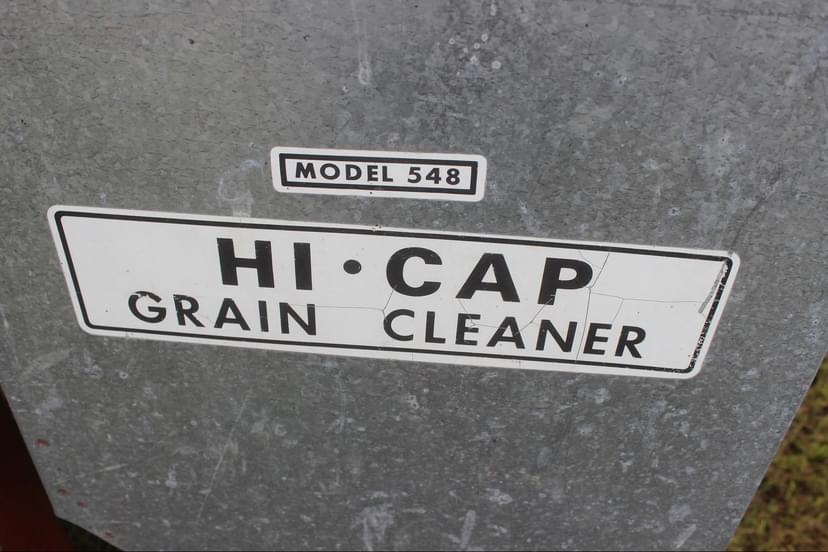 MODEL 548
HI·CAP
GRAIN CLEANER